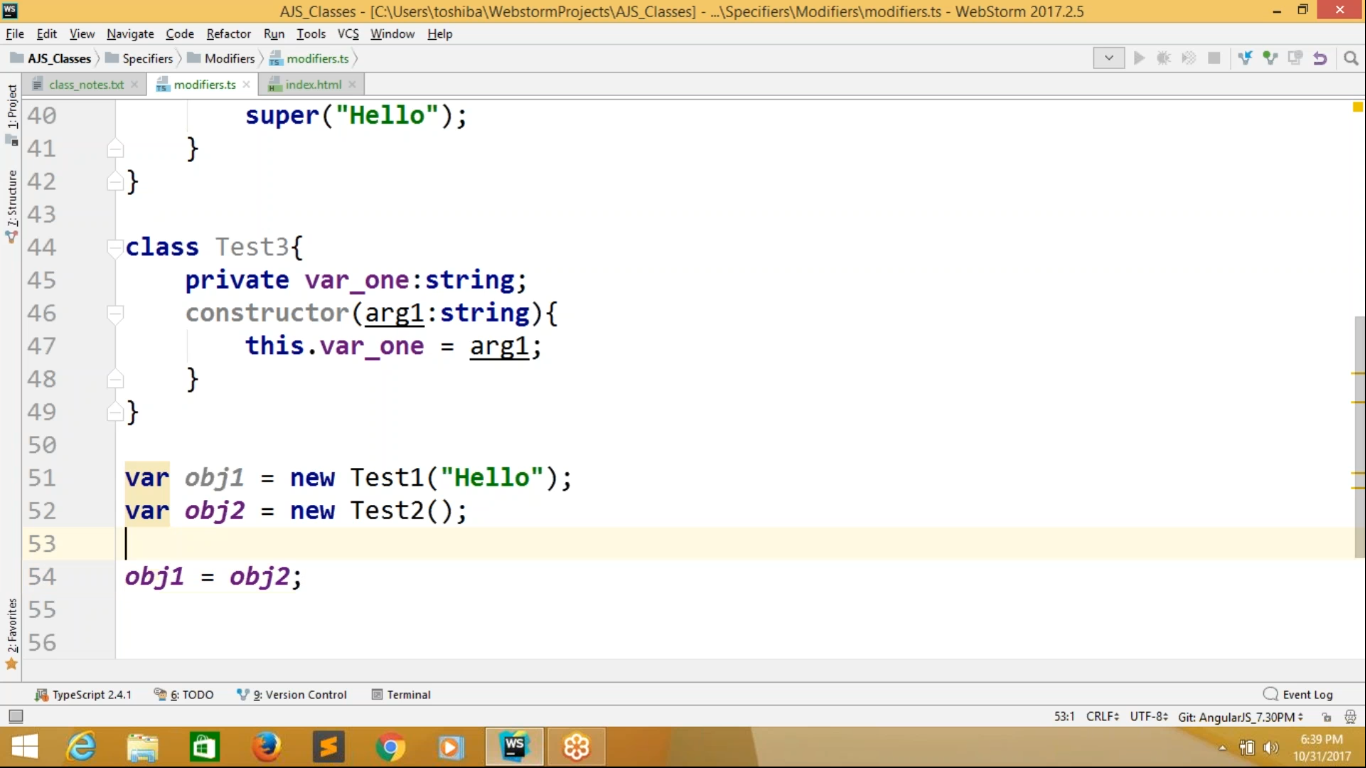 AJS_Classes - [C:\Users\toshiba\WebstormProjects\AJS_Classes] - ...\Specifiers\Modifiers\modifiers.ts - WebStorm 2017.2.5
File Edit View Navigate Code Refactor Run Tools VCS Window Help
AJS_Classes Specifiers Modifiers modifiers.ts
class_notes.txt modifiers.ts index.html
1: Project
7: Structure
2: Favorites
40 super("Hello");
41 }
42 }
43
44 class Test3{
45 private var_one:string;
46 constructor(arg1:string){
47 this.var_one = arg1;
48 }
49 }
50
51 var obj1 = new Test1("Hello");
52 var obj2 = new Test2();
53
54 obj1 = obj2;
55
56
TypeScript 2.4.1 6: TODO 9: Version Control Terminal Event Log
53:1 CRLF UTF-8 Git: AngularJS_7.30PM
6:39 PM
10/31/2017